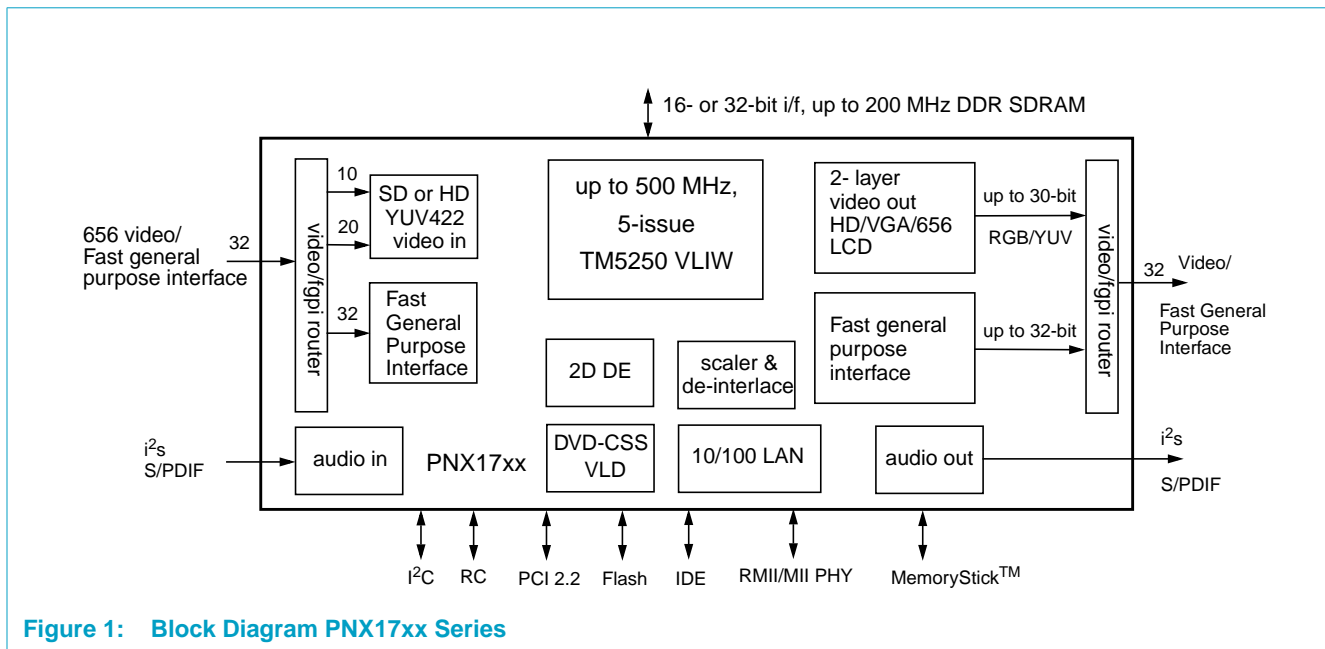 16- or 32-bit i/f, up to 200 MHz DDR SDRAM
656 video/
Fast general
purpose interface
32
video/fgpi router
10
20
32
SD or HD
YUV422
video in
Fast
General
Purpose
Interface
up to 500 MHz,
5-issue
TM5250 VLIW
2- layer
video out
HD/VGA/656
LCD
up to 30-bit
RGB/YUV
Fast general
purpose
interface
up to 32-bit
video/fgpi router
32
Video/
Fast General
Purpose
Interface
2D DE
scaler &
de-interlace
i²s
S/PDIF
audio in
PNX17xx
DVD-CSS
VLD
10/100 LAN
audio out
i²s
S/PDIF
I²C
RC
PCI 2.2
Flash
IDE
RMII/MII PHY
MemoryStick™
Figure 1: Block Diagram PNX17xx Series